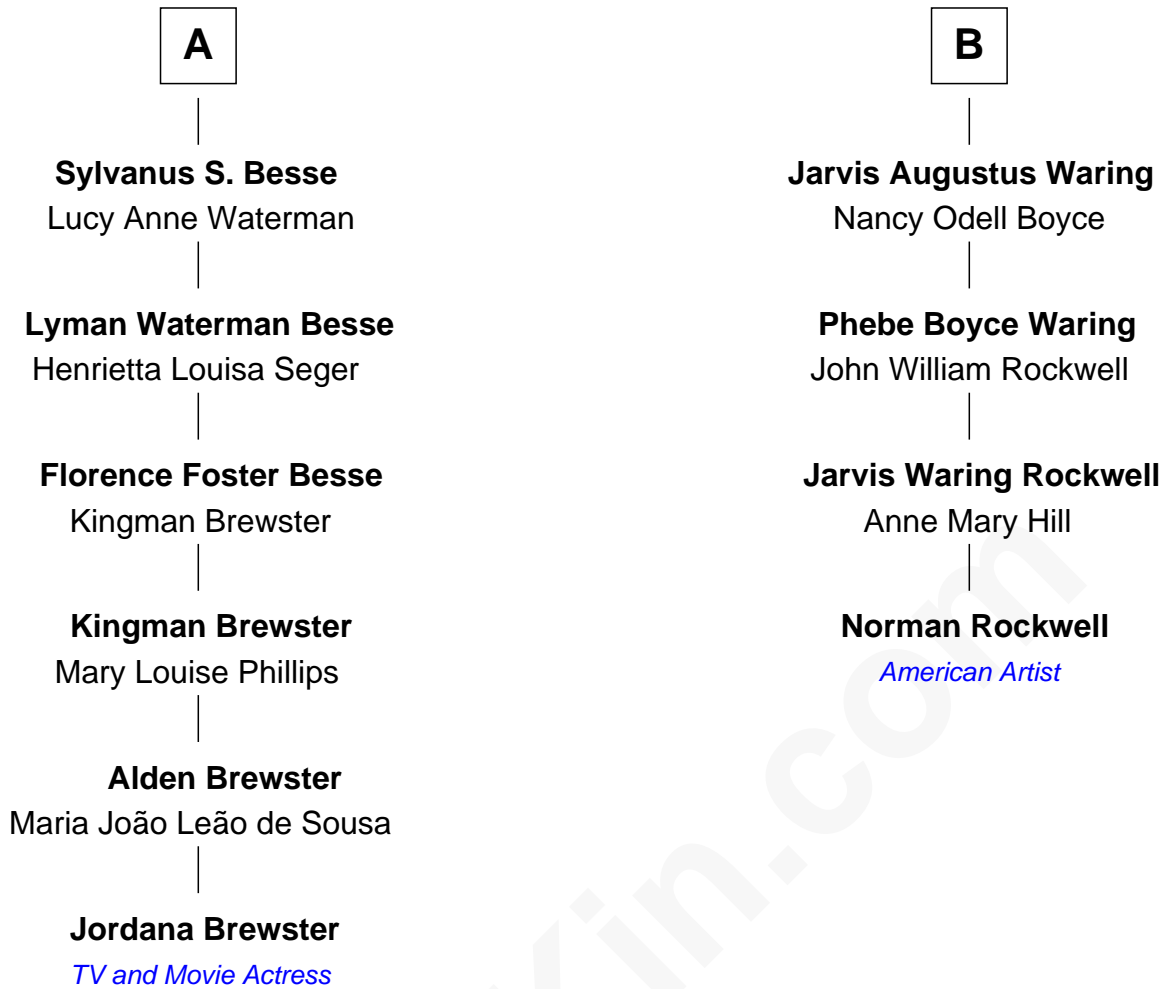 A
Sylvanus S. Besse
Lucy Anne Waterman
Lyman Waterman Besse
Henrietta Louisa Seger
Florence Foster Besse
Kingman Brewster
Kingman Brewster
Mary Louise Phillips
Alden Brewster
Maria João Leão de Sousa
Jordana Brewster
TV and Movie Actress
B
Jarvis Augustus Waring
Nancy Odell Boyce
Phebe Boyce Waring
John William Rockwell
Jarvis Waring Rockwell
Anne Mary Hill
Norman Rockwell
American Artist
Kin.com